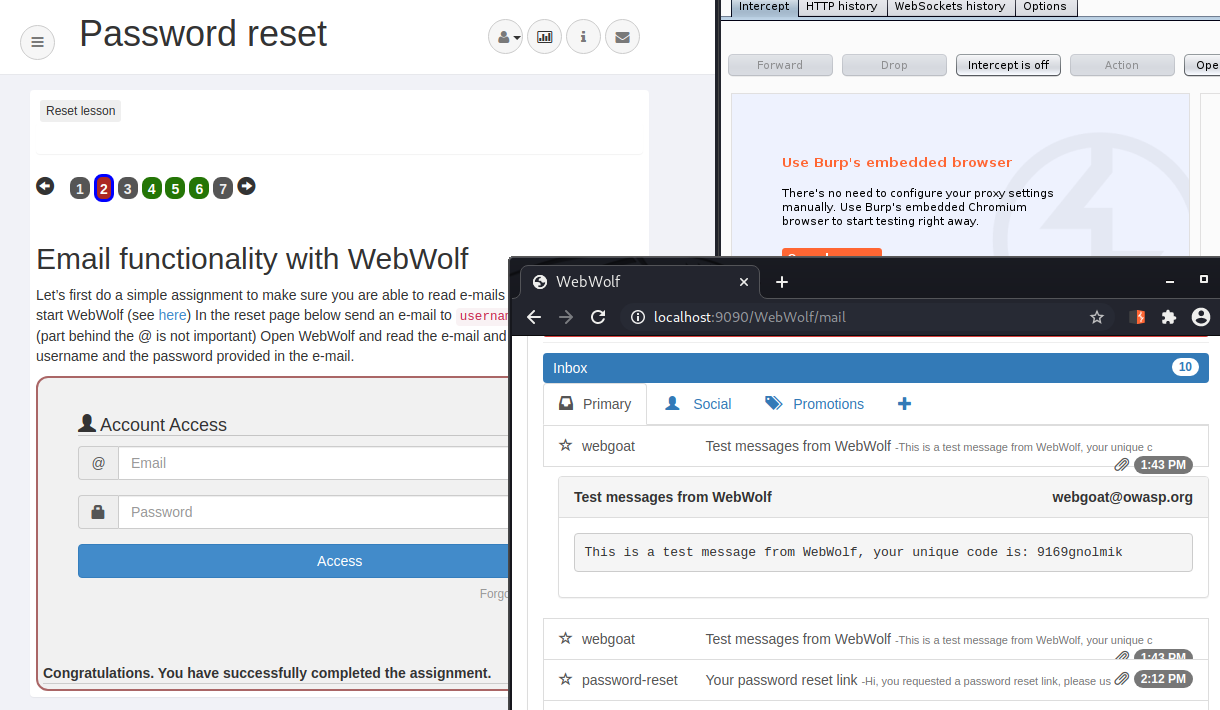 Password reset
Reset lesson
1 2 3 4 5 6 7
Email functionality with WebWolf
Let’s first do a simple assignment to make sure you are able to read e-mails
start WebWolf (see here) In the reset page below send an e-mail to
(part behind the @ is not important) Open WebWolf and read the e-mail and
username and the password provided in the e-mail.
Account Access
@ Email
Password
Access
Congratulations. You have successfully completed the assignment.
Intercept HTTP history WebSockets history Options
Forward Drop Intercept is off Action
Use Burp's embedded browser
There's no need to configure your proxy settings
manually. Use Burp's embedded Chromium
browser to start testing right away.
WebWolf
localhost:9090/WebWolf/mail
Inbox 10
Primary Social Promotions
webgoat Test messages from WebWolf -This is a test message from WebWolf, your unique c
1:43 PM
Test messages from WebWolf webgoat@owasp.org
This is a test message from WebWolf, your unique code is: 9169gnolmik
webgoat Test messages from WebWolf -This is a test message from WebWolf, your unique c
1:43 PM
password-reset Your password reset link -Hi, you requested a password reset link, please us 2:12 PM